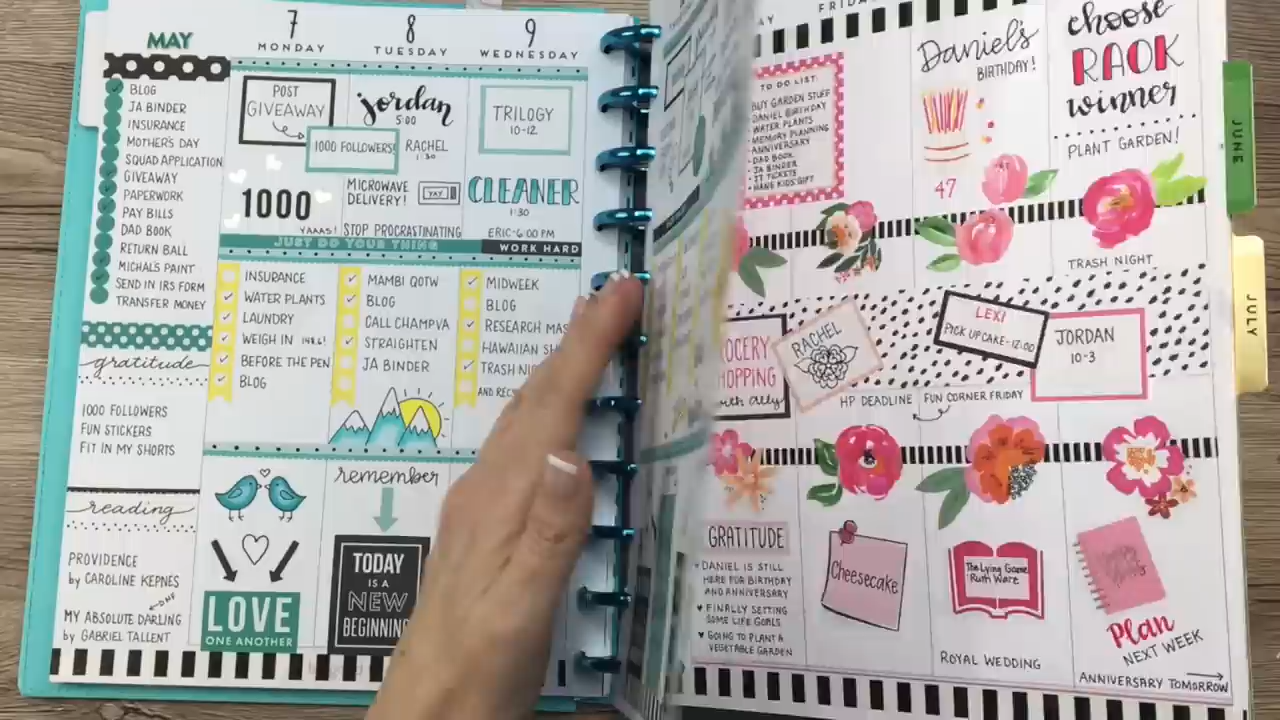 MAY
BLOG
JA BINDER
INSURANCE
MOTHER'S DAY
SQUAD APPLICATION
GIVEAWAY
PAPERWORK
PAY BILLS
DAD BOOK
RETURN BALL
MICHAL'S PAINT
SEND IN IRS FORM
TRANSFER MONEY
gratitude
1000 FOLLOWERS
FUN STICKERS
FIT IN MY SHORTS
reading
PROVIDENCE
by CAROLINE KEPNES
MY ABSOLUTE DARLING
by GABRIEL TALLENT
7
MONDAY
POST
GIVEAWAY
1000 FOLLOWERS!
1000
YAAAS!
8
TUESDAY
jordan
5:00
RACHEL
1:30
MICROWAVE
DELIVERY!
YAY
STOP PROCRASTINATING
9
WEDNESDAY
TRILOGY
10-12
CLEANER
1:30
ERIC-6:00 PM
JUST DO YOUR THING
WORK HARD
INSURANCE
WATER PLANTS
LAUNDRY
WEIGH IN
BEFORE THE PEN
BLOG
MAMBI QOTW
BLOG
CALL CHAMPVA
STRAIGHTEN
JA BINDER
MIDWEEK
BLOG
RESEARCH
HAWAIIAN
TRASH
LOVE
ONE ANOTHER
remember
TODAY
IS A
NEW
BEGINNING
TO DO LIST:
BUY GARDEN STUFF
DANIEL BIRTHDAY
WATER PLANTS
MEMORY PLANNING
ANNIVERSARY
DAD BOOK
JA BINDER
TICKETS
KID'S GIFT
Daniel's
BIRTHDAY!
47
choose
RAOK
winner
PLANT GARDEN!
TRASH NIGHT
with Ally
RACHEL
HP DEADLINE
LEXI
PICK UP CAKE-12:00
FUN CORNER FRIDAY
JORDAN
10-3
GRATITUDE
DANIEL IS STILL
HERE FOR BIRTHDAY
AND ANNIVERSARY
FINALLY SETTING
SOME LIFE GOALS
GOING TO PLANT A
VEGETABLE GARDEN
Cheesecake
The Lying Game
Ruth Ware
ROYAL WEDDING
Plan
NEXT WEEK
ANNIVERSARY TOMORROW
JUNE
JULY